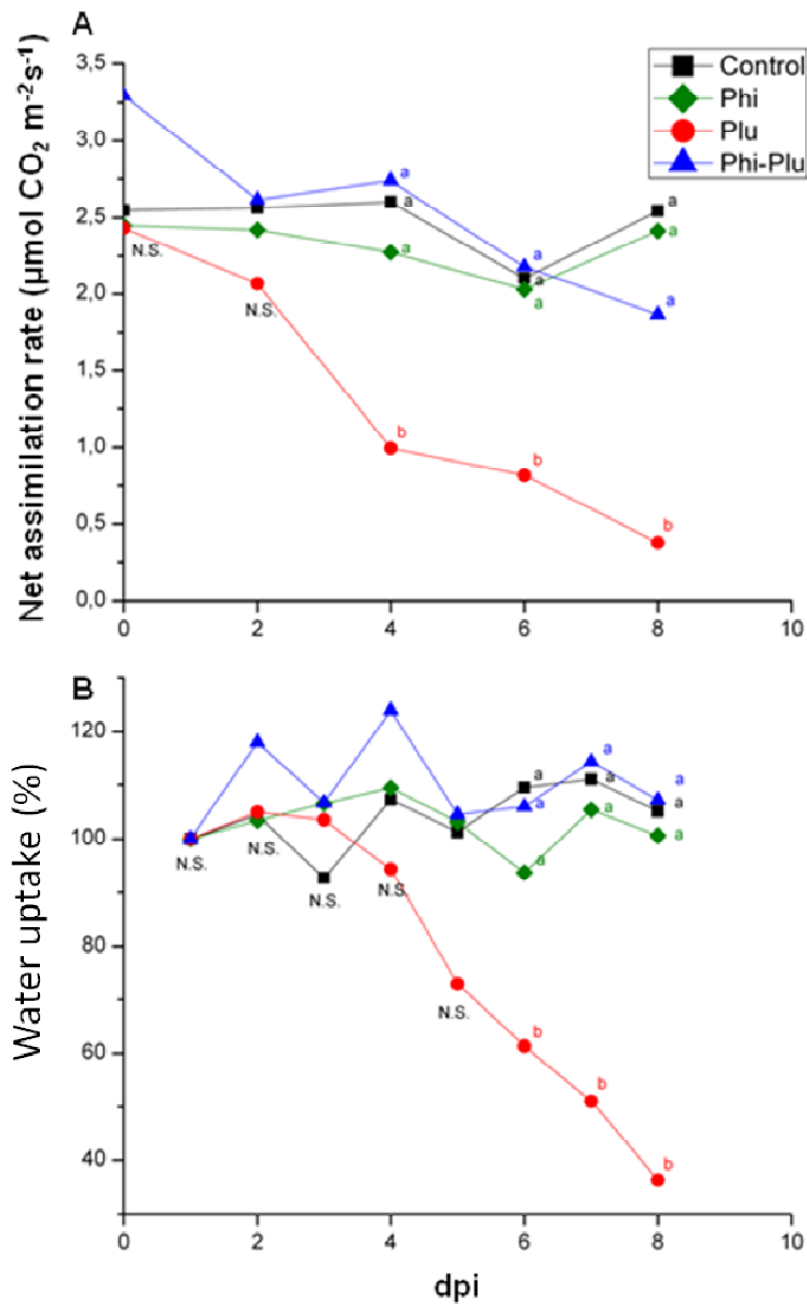 A
Net assimilation rate (µmol CO₂ m⁻²s⁻¹)
Control
Phi
Plu
Phi-Plu
3,5
3,0
2,5
2,0
1,5
1,0
0,5
0,0
N.S.
N.S.
a
a
a
b
a
a
a
b
a
a
a
b
0 2 4 6 8 10
B
Water uptake (%)
120
100
80
60
40
N.S.
N.S.
N.S.
N.S.
N.S.
a
a
a
b
a
a
a
b
a
a
a
b
0 2 4 6 8 10
dpi